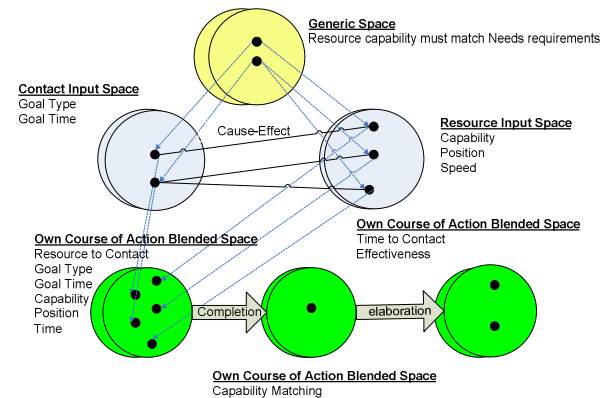 Generic Space
Resource capability must match Needs requirements
Contact Input Space
Goal Type
Goal Time
Cause-Effect
Resource Input Space
Capability
Position
Speed
Own Course of Action Blended Space
Time to Contact
Effectiveness
Own Course of Action Blended Space
Resource to Contact
Goal Type
Goal Time
Capability
Position
Time
Completion
elaboration
Own Course of Action Blended Space
Capability Matching